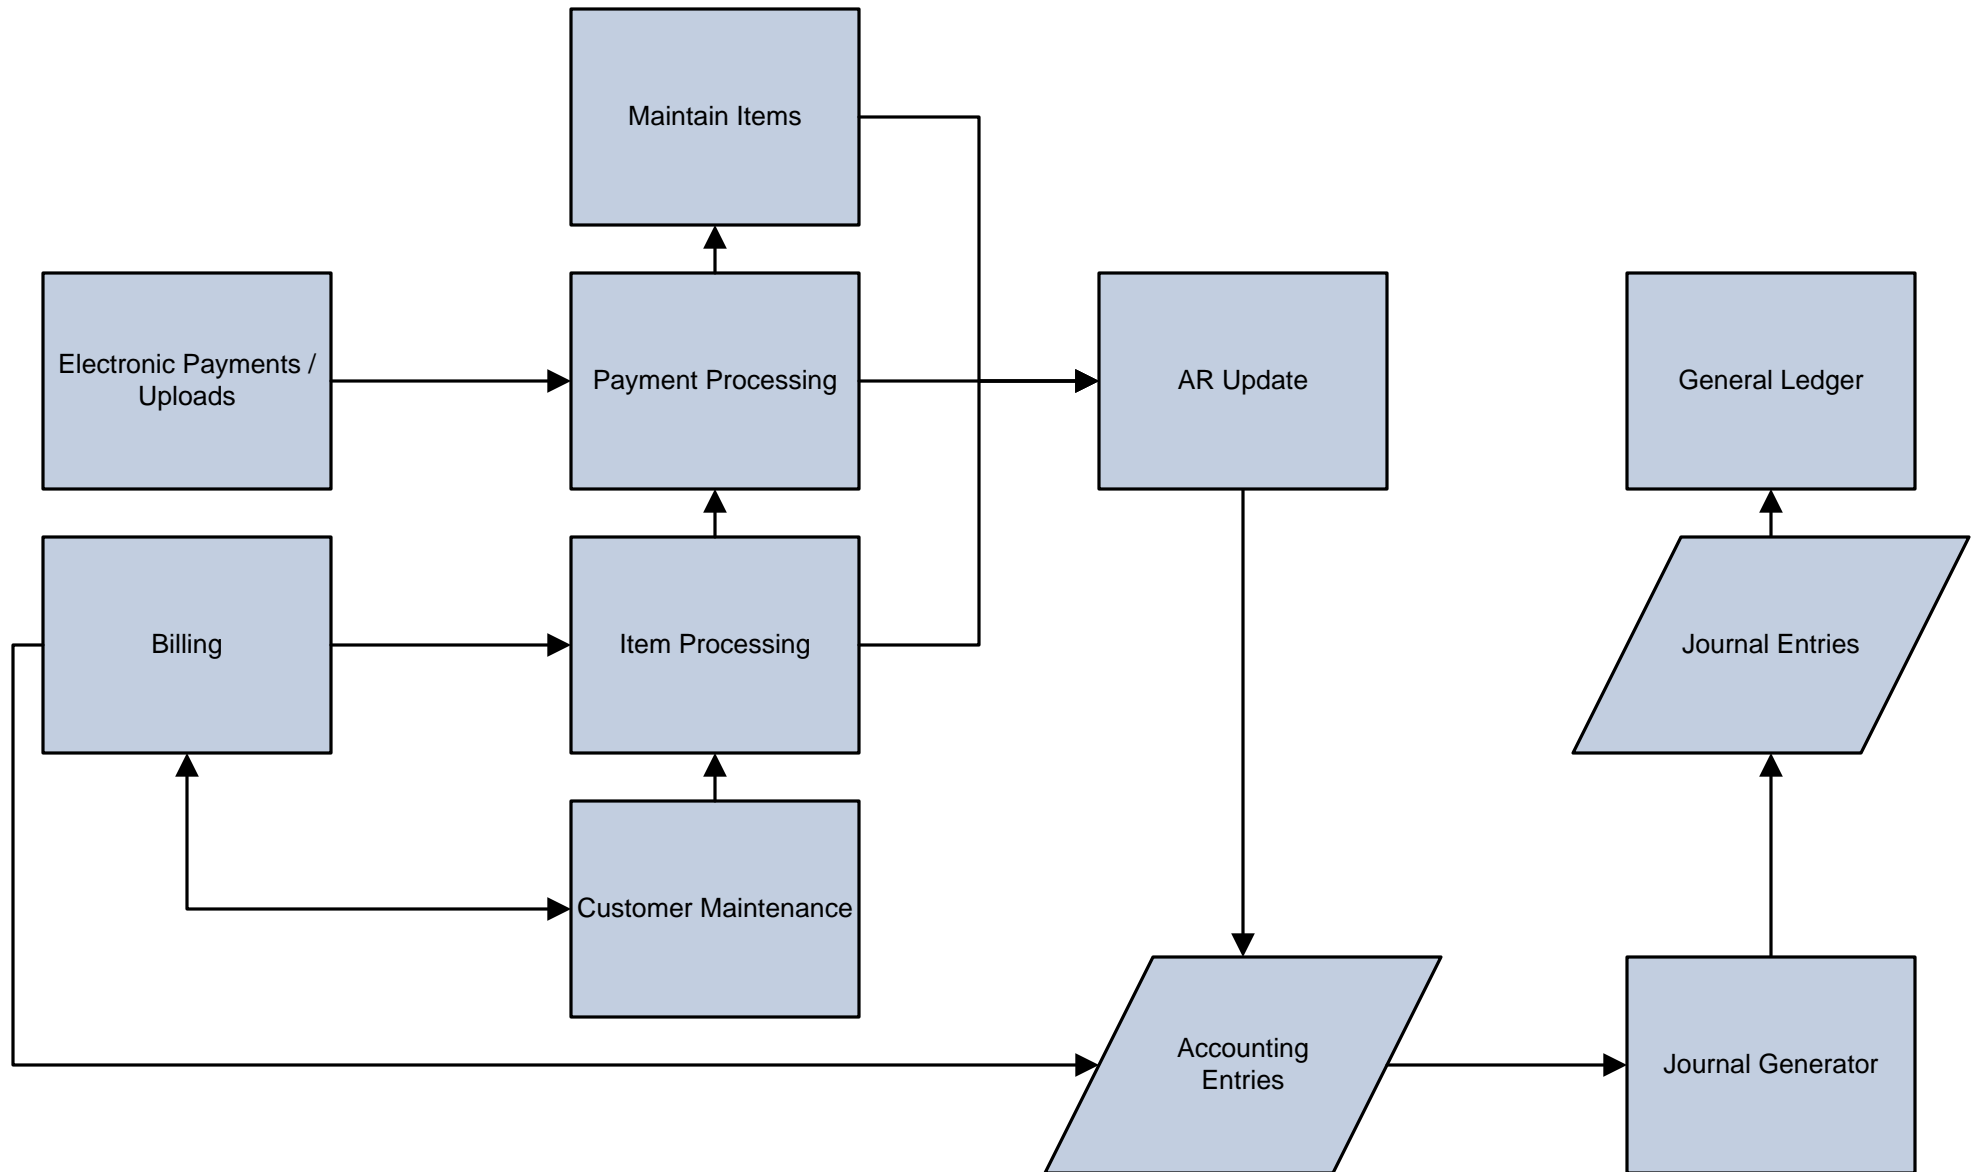 Maintain Items
Electronic Payments /
Uploads
Payment Processing
AR Update
General Ledger
Billing
Item Processing
Journal Entries
Customer Maintenance
Accounting
Entries
Journal Generator